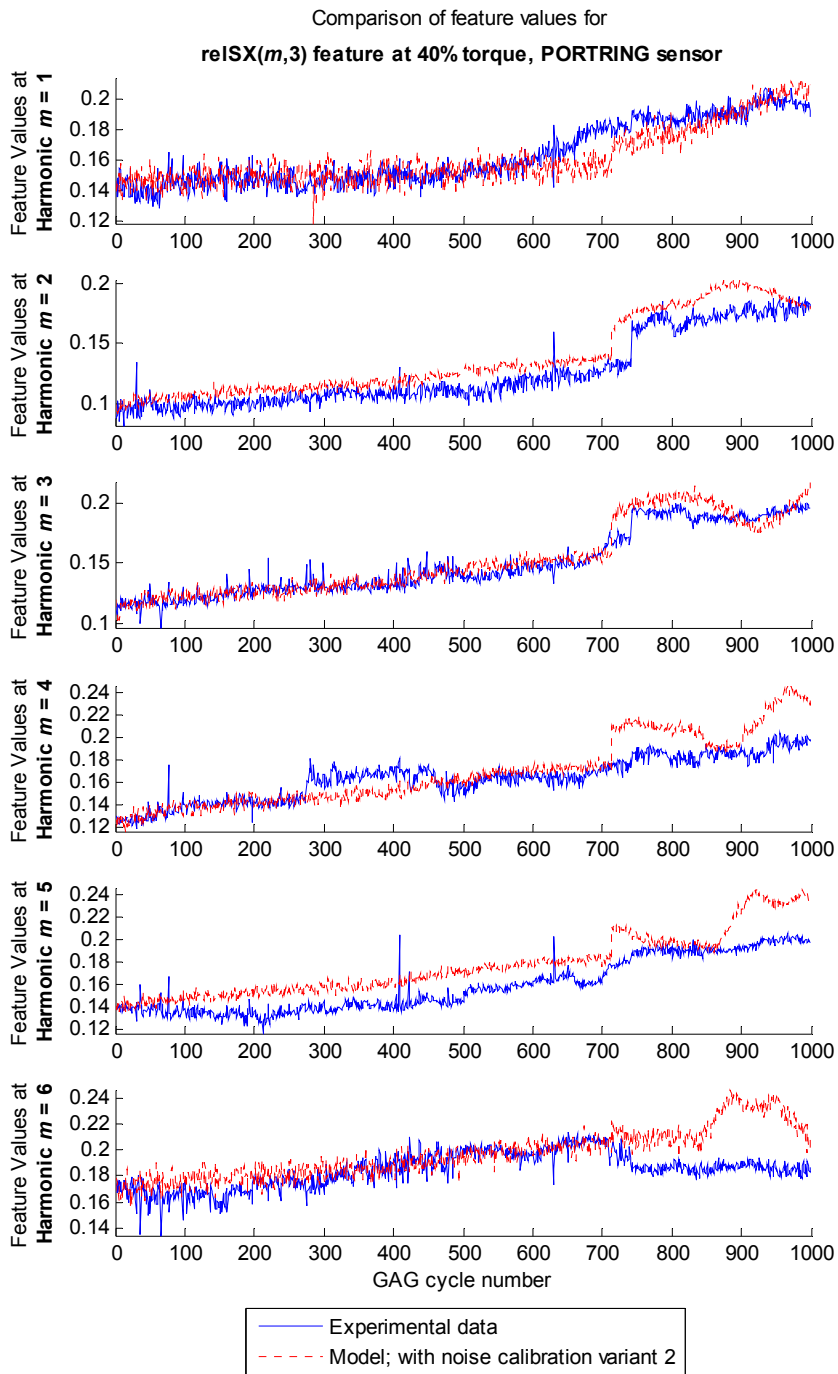 Comparison of feature values for
relSX(m,3) feature at 40% torque, PORTRING sensor
Feature Values at
Harmonic m = 1
0.2
0.18
0.16
0.14
0.12
0 100 200 300 400 500 600 700 800 900 1000
Feature Values at
Harmonic m = 2
0.2
0.15
0.1
0 100 200 300 400 500 600 700 800 900 1000
Feature Values at
Harmonic m = 3
0.2
0.15
0.1
0 100 200 300 400 500 600 700 800 900 1000
Feature Values at
Harmonic m = 4
0.24
0.22
0.2
0.18
0.16
0.14
0.12
0 100 200 300 400 500 600 700 800 900 1000
Feature Values at
Harmonic m = 5
0.24
0.22
0.2
0.18
0.16
0.14
0.12
0 100 200 300 400 500 600 700 800 900 1000
Feature Values at
Harmonic m = 6
0.24
0.22
0.2
0.18
0.16
0.14
0 100 200 300 400 500 600 700 800 900 1000
GAG cycle number
Experimental data
Model; with noise calibration variant 2